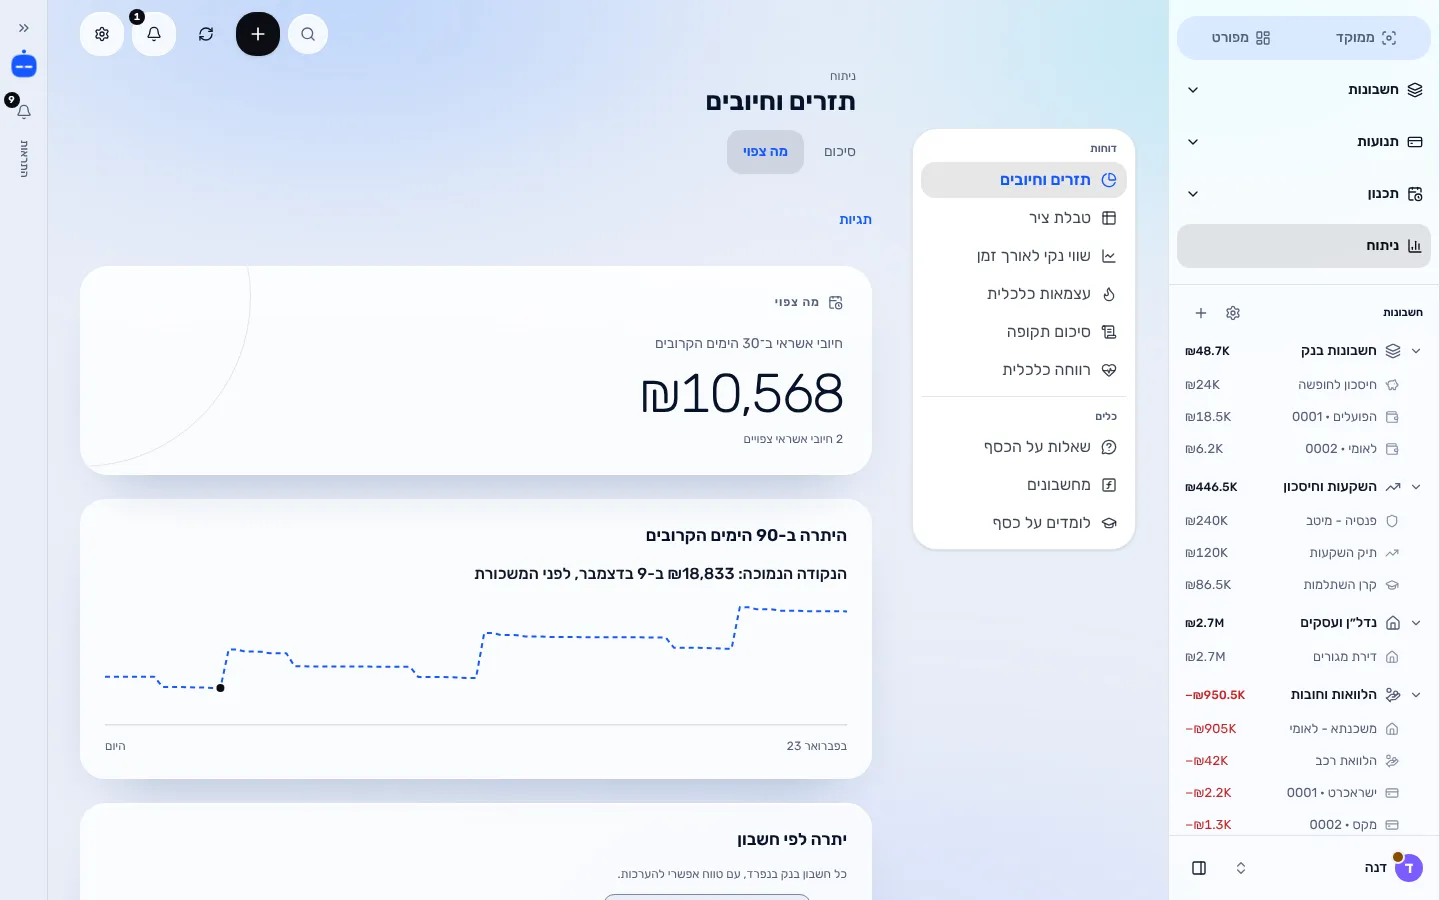 ממוקד
מפורט
חשבונות
תנועות
תכנון
ניתוח
חשבונות
חשבונות בנק ₪48.7K
חיסכון לחופשה ₪24K
הפועלים • 0001 ₪18.5K
לאומי • 0002 ₪6.2K
השקעות וחיסכון ₪446.5K
פנסיה - מיטב ₪240K
תיק השקעות ₪120K
קרן השתלמות ₪86.5K
נדל״ן ועסקים ₪2.7M
דירת מגורים ₪2.7M
הלוואות וחובות −₪950.5K
משכנתא - לאומי −₪905K
הלוואת רכב −₪42K
ישראכרט • 0001 −₪2.2K
מקס • 0002 −₪1.3K
ד
דנה
דוחות
תזרים וחיובים
טבלת ציר
שווי נקי לאורך זמן
עצמאות כלכלית
סיכום תקופה
רווחה כלכלית
כלים
שאלות על הכסף
מחשבונים
לומדים על כסף
1
ניתוח
תזרים וחיובים
סיכום
מה צפוי
תגיות
מה צפוי
חיובי אשראי ב־30 הימים הקרובים
₪10,568
2 חיובי אשראי צפויים
היתרה ב-90 הימים הקרובים
הנקודה הנמוכה: ₪18,833 ב-9 בדצמבר, לפני המשכורת
23 בפברואר
היום
יתרה לפי חשבון
כל חשבון בנק בנפרד, עם טווח אפשרי להערכות.
9
התראות